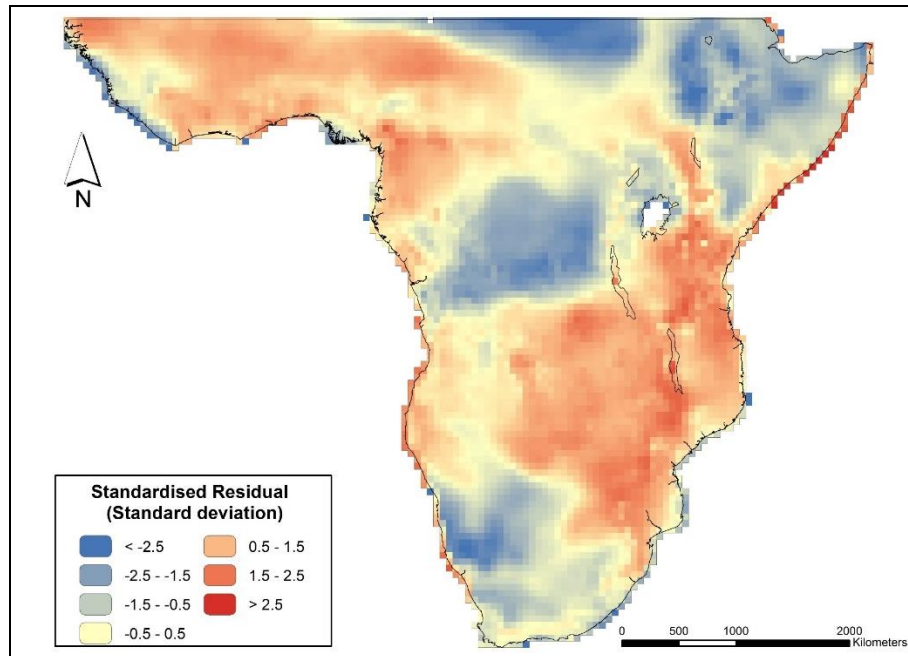 N
Standardised Residual
(Standard deviation)
< -2.5
0.5 - 1.5
-2.5 - -1.5
1.5 - 2.5
-1.5 - -0.5
> 2.5
-0.5 - 0.5
0 500 1000 2000
Kilometers